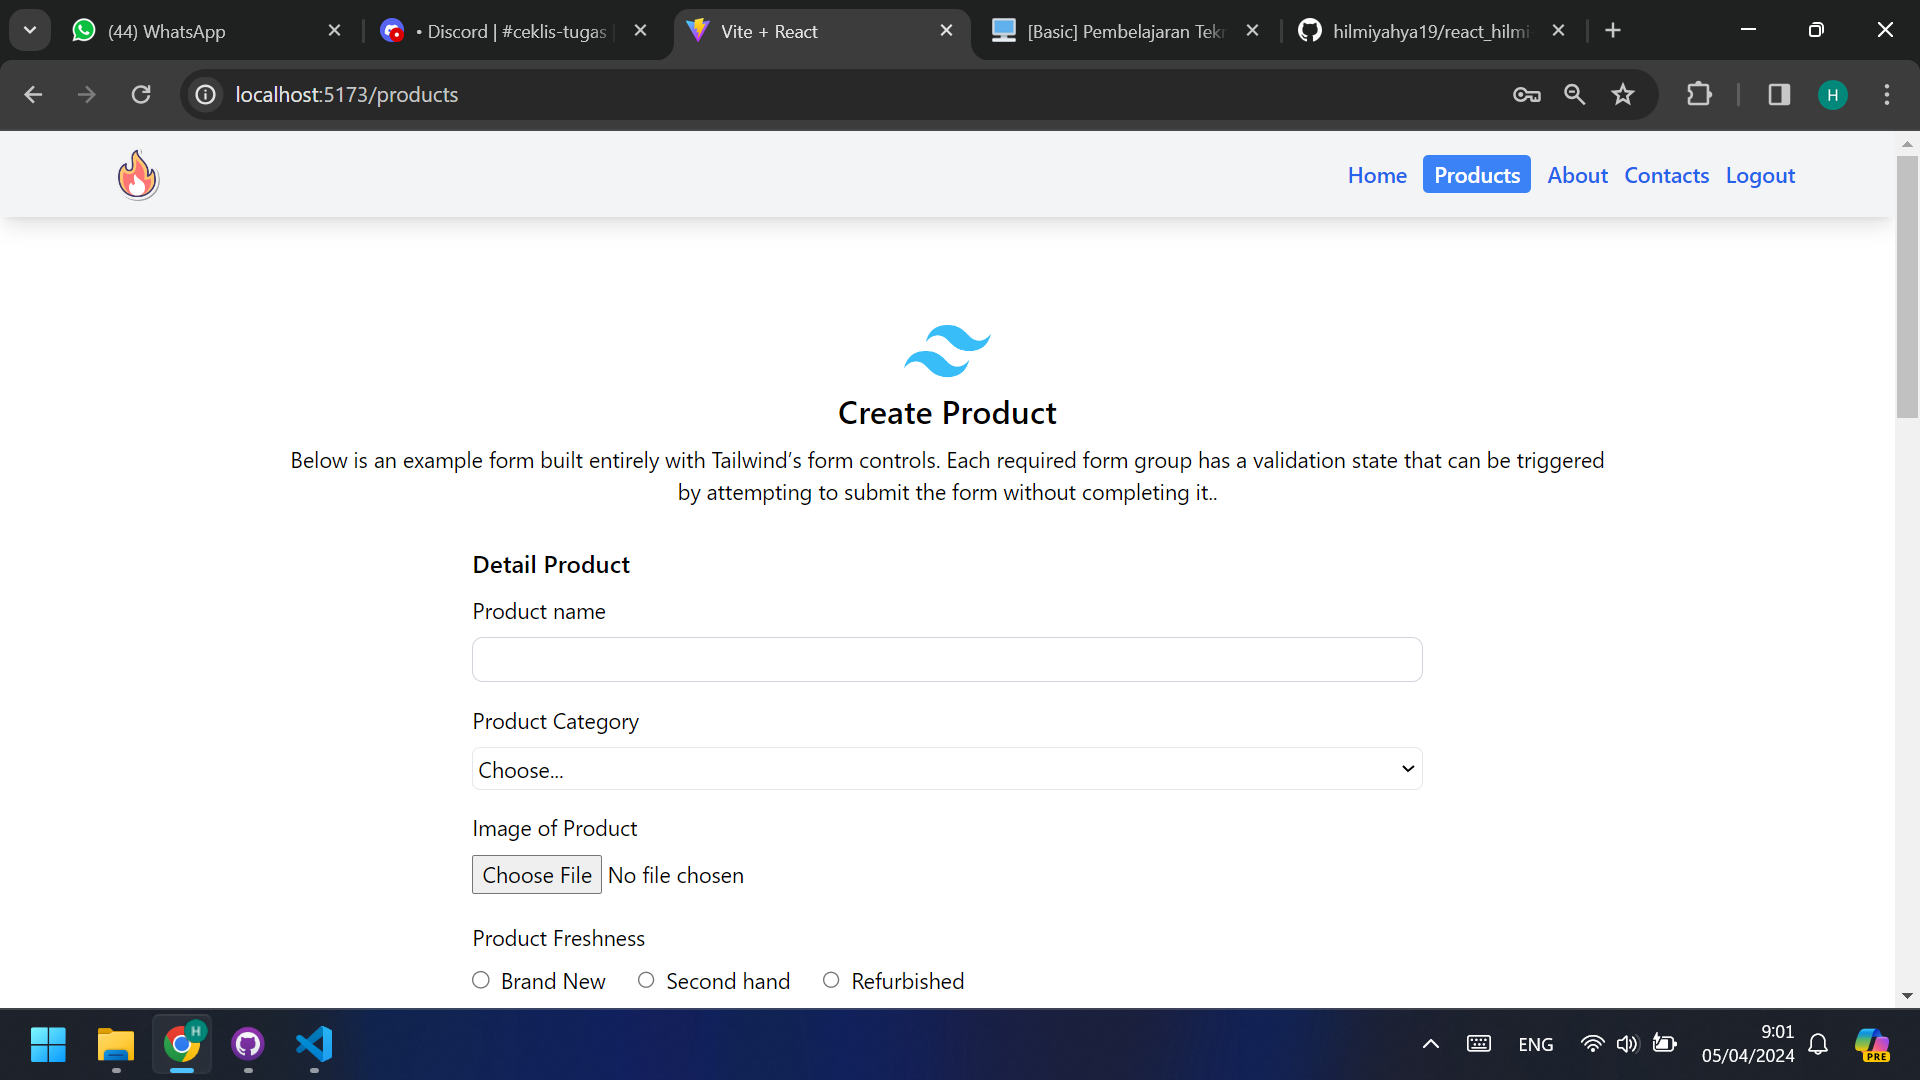 (44) WhatsApp
• Discord | #ceklis-tugas
Vite + React
[Basic] Pembelajaran Tekn
hilmiyahya19/react_hilmi
localhost:5173/products
H
Home Products About Contacts Logout
Create Product
Below is an example form built entirely with Tailwind’s form controls. Each required form group has a validation state that can be triggered
by attempting to submit the form without completing it..
Detail Product
Product name
Product Category
Choose...
Image of Product
Choose File No file chosen
Product Freshness
Brand New Second hand Refurbished
H
ENG
9:01
05/04/2024
PRE